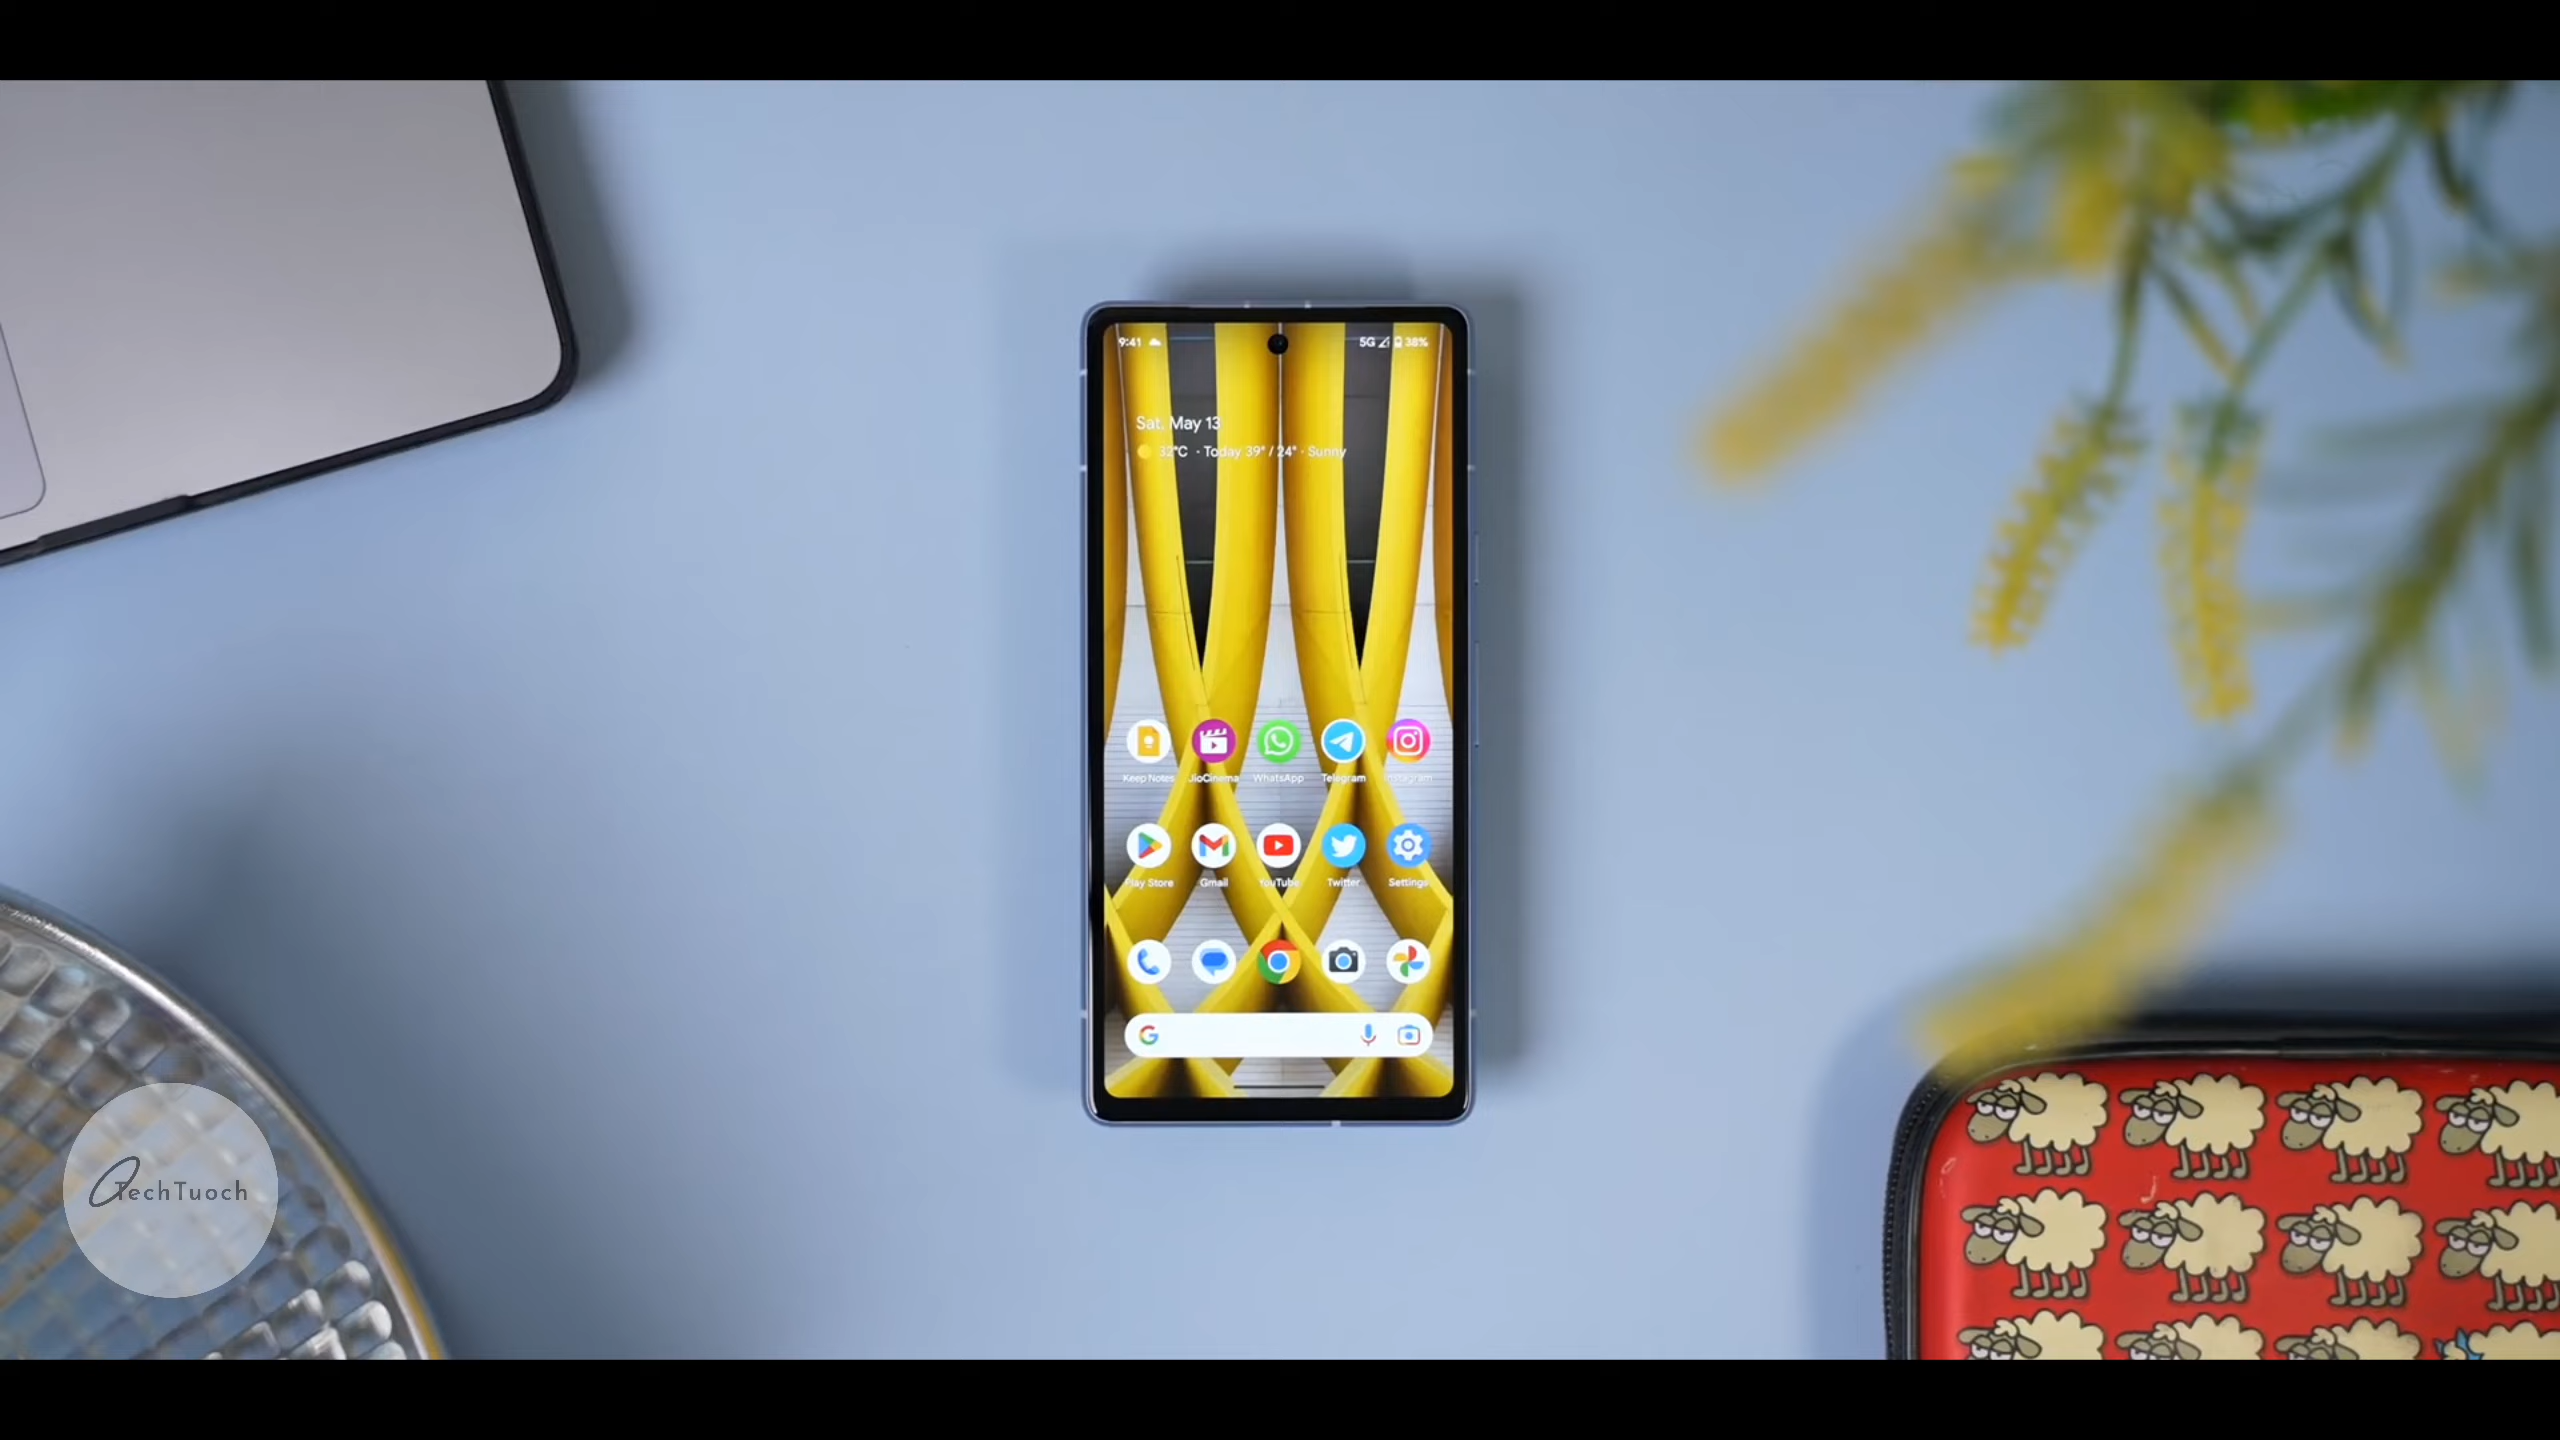 9:41 5G 38%
Sat, May 13
32°C · Today 39° / 24° · Sunny
Keep Notes JioCinema WhatsApp Telegram Instagram
Play Store Gmail YouTube Twitter Settings
G
TechTuoch